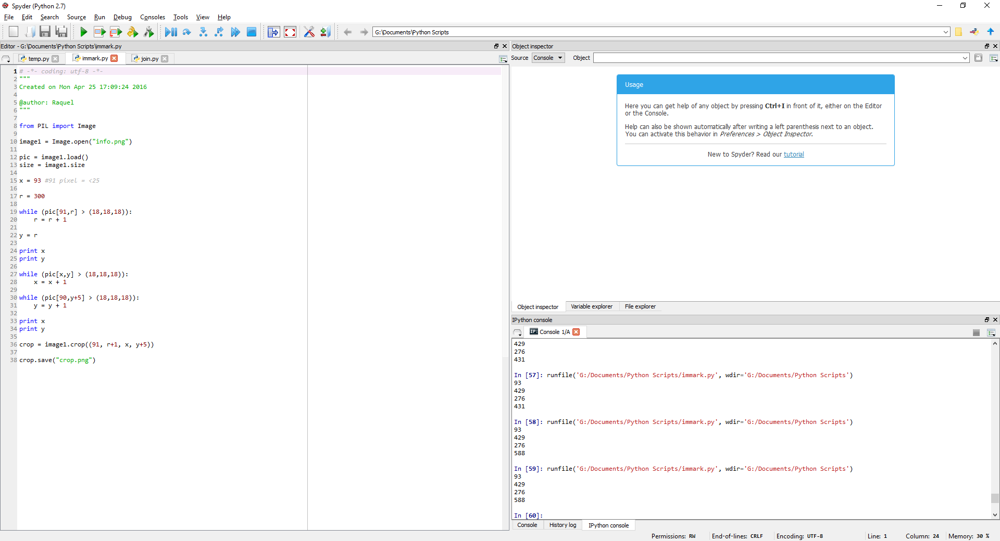 Spyder (Python 2.7)
File Edit Search Source Run Debug Consoles Tools View Help
G:\Documents\Python Scripts
Editor - G:\Documents\Python Scripts\immark.py
temp.py immark.py join.py
1 # -*- coding: utf-8 -*-
2 """
3 Created on Mon Apr 25 17:09:24 2016
4
5 @author: Raquel
6 """
7
8 from PIL import Image
9
10 image1 = Image.open("info.png")
11
12 pic = image1.load()
13 size = image1.size
14
15 x = 93 #91 pixel = <25
16
17 r = 300
18
19 while (pic[91,r] > (18,18,18)):
20     r = r + 1
21
22 y = r
23
24 print x
25 print y
26
27 while (pic[x,y] > (18,18,18)):
28     x = x + 1
29
30 while (pic[90,y+5] > (18,18,18)):
31     y = y + 1
32
33 print x
34 print y
35
36 crop = image1.crop((91, r+1, x, y+5))
37
38 crop.save("crop.png")
Object inspector
Source Console Object
Usage
Here you can get help of any object by pressing Ctrl+I in front of it, either on the Editor
or the Console.
Help can also be shown automatically after writing a left parenthesis next to an object.
You can activate this behavior in Preferences > Object Inspector.
New to Spyder? Read our tutorial
Object inspector Variable explorer File explorer
IPython console
IP: Console 1/A
429
276
431
In [57]: runfile('G:/Documents/Python Scripts/immark.py', wdir='G:/Documents/Python Scripts')
93
429
276
431
In [58]: runfile('G:/Documents/Python Scripts/immark.py', wdir='G:/Documents/Python Scripts')
93
429
276
588
In [59]: runfile('G:/Documents/Python Scripts/immark.py', wdir='G:/Documents/Python Scripts')
93
429
276
588
In [60]:
Console History log IPython console
Permissions: RW End-of-lines: CRLF Encoding: UTF-8 Line: 1 Column: 24 Memory: 30 %